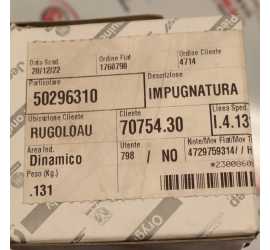 Data Sped. Ordine Fiat Ordine Cliente
20/12/22 1760798 4714
Particolare Descrizione
50296310 IMPUGNATURA
Ubicazione Cliente Cliente Linea Sped.
RUGOLOAU 70754.30 I.4.13
Area Ind. Utente Note/Mov Fiat/Mov T
Dinamico 798 / NO 4729759314/ / H
Peso (Kg.)
.131